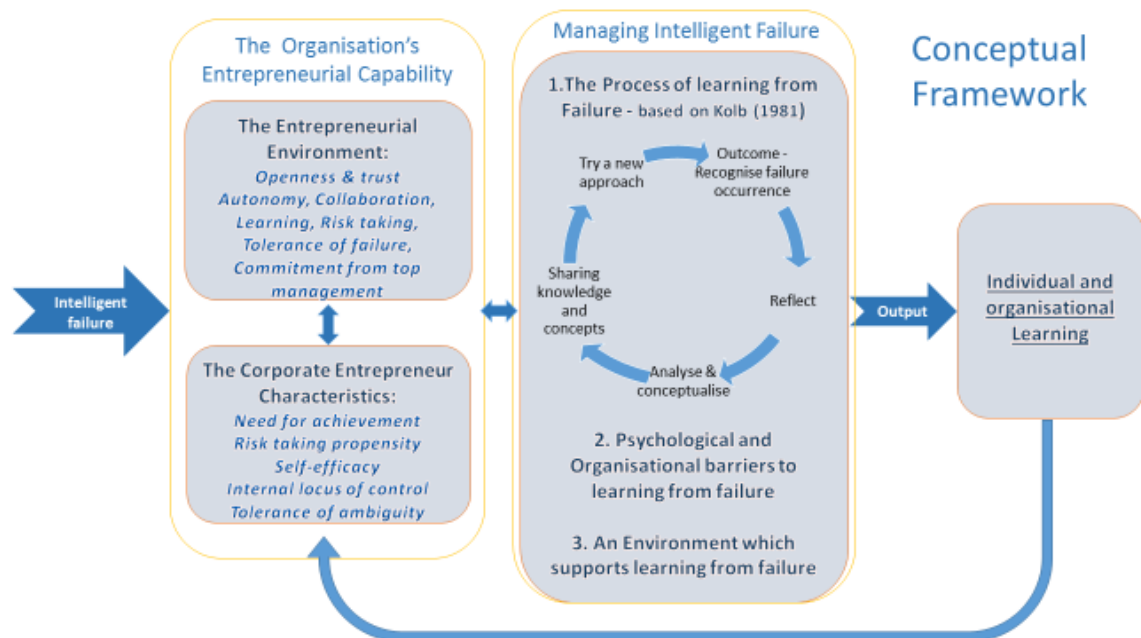 The Organisation's
Entrepreneurial Capability
Managing Intelligent Failure
Conceptual
Framework
Intelligent
failure
The Entrepreneurial
Environment:
Openness & trust
Autonomy, Collaboration,
Learning, Risk taking,
Tolerance of failure,
Commitment from top
management
The Corporate Entrepreneur
Characteristics:
Need for achievement
Risk taking propensity
Self-efficacy
Internal locus of control
Tolerance of ambiguity
1.The Process of learning from
Failure - based on Kolb (1981)
Try a new
approach
Outcome -
Recognise failure
occurrence
Reflect
Analyse &
conceptualise
Sharing
knowledge
and
concepts
2. Psychological and
Organisational barriers to
learning from failure
3. An Environment which
supports learning from failure
Output
Individual and
organisational
Learning